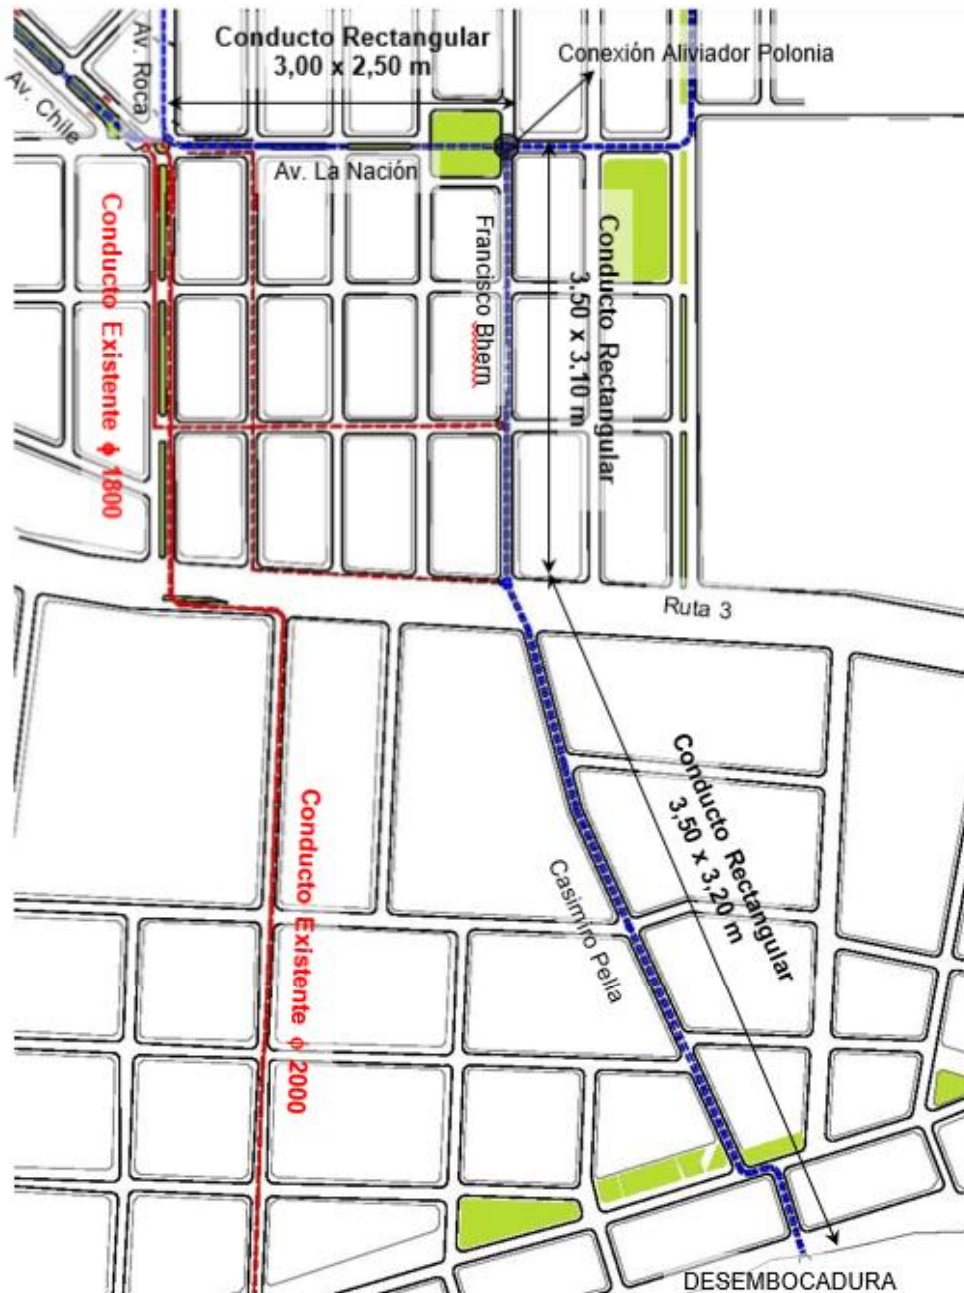 Conducto Rectangular
3,00 x 2,50 m
Conexión Aliviador Polonia
Av. Roca
Av. Chile
Av. La Nación
Francisco Bhern
Conducto Rectangular
3,50 x 3,10 m
Conducto Existente ϕ 1800
Ruta 3
Conducto Rectangular
3,50 x 3,20 m
Casimiro Pella
Conducto Existente ϕ 2000
DESEMBOCADURA